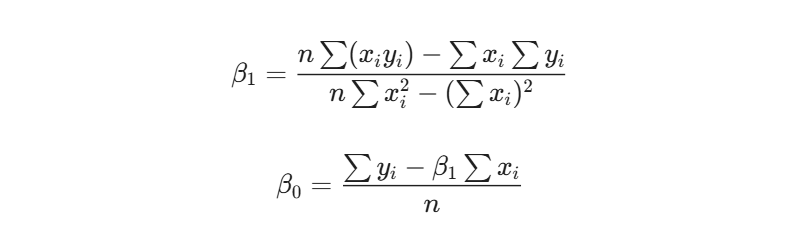 β₁ = (n ∑(xᵢyᵢ) − ∑ xᵢ ∑ yᵢ) / (n ∑ xᵢ² − (∑ xᵢ)²)
β₀ = (∑ yᵢ − β₁ ∑ xᵢ) / n